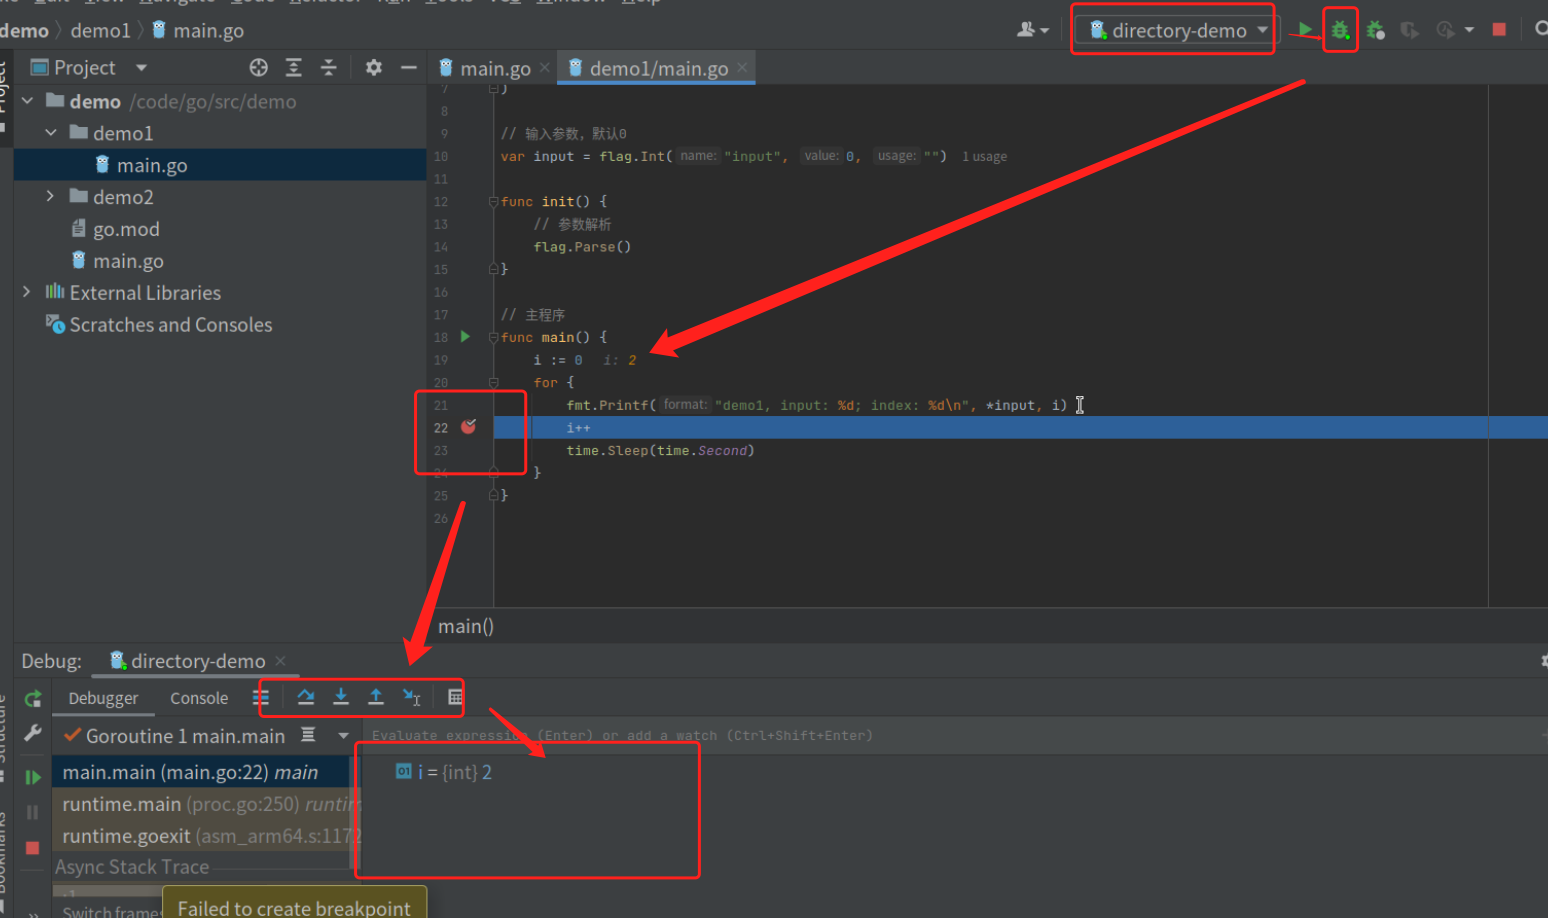 demo
demo1
main.go
directory-demo
Project
main.go
demo1/main.go
demo /code/go/src/demo
demo1
main.go
demo2
go.mod
main.go
External Libraries
Scratches and Consoles
7 )
8
9 // 输入参数，默认0
10 var input = flag.Int( name: "input", value: 0, usage: "") 1 usage
11
12 func init() {
13 // 参数解析
14 flag.Parse()
15 }
16
17 // 主程序
18 func main() {
19 i := 0 i: 2
20 for {
21 fmt.Printf( format: "demo1, input: %d; index: %d\n", *input, i)
22 i++
23 time.Sleep(time.Second)
24 }
25 }
26
main()
Debug: directory-demo
Debugger Console
Goroutine 1 main.main
Evaluate expression (Enter) or add a watch (Ctrl+Shift+Enter)
main.main (main.go:22) main
i = {int} 2
runtime.main (proc.go:250)
runtime.goexit (asm_arm64.s:1172
Async Stack Trace
Failed to create breakpoint
Bookmarks